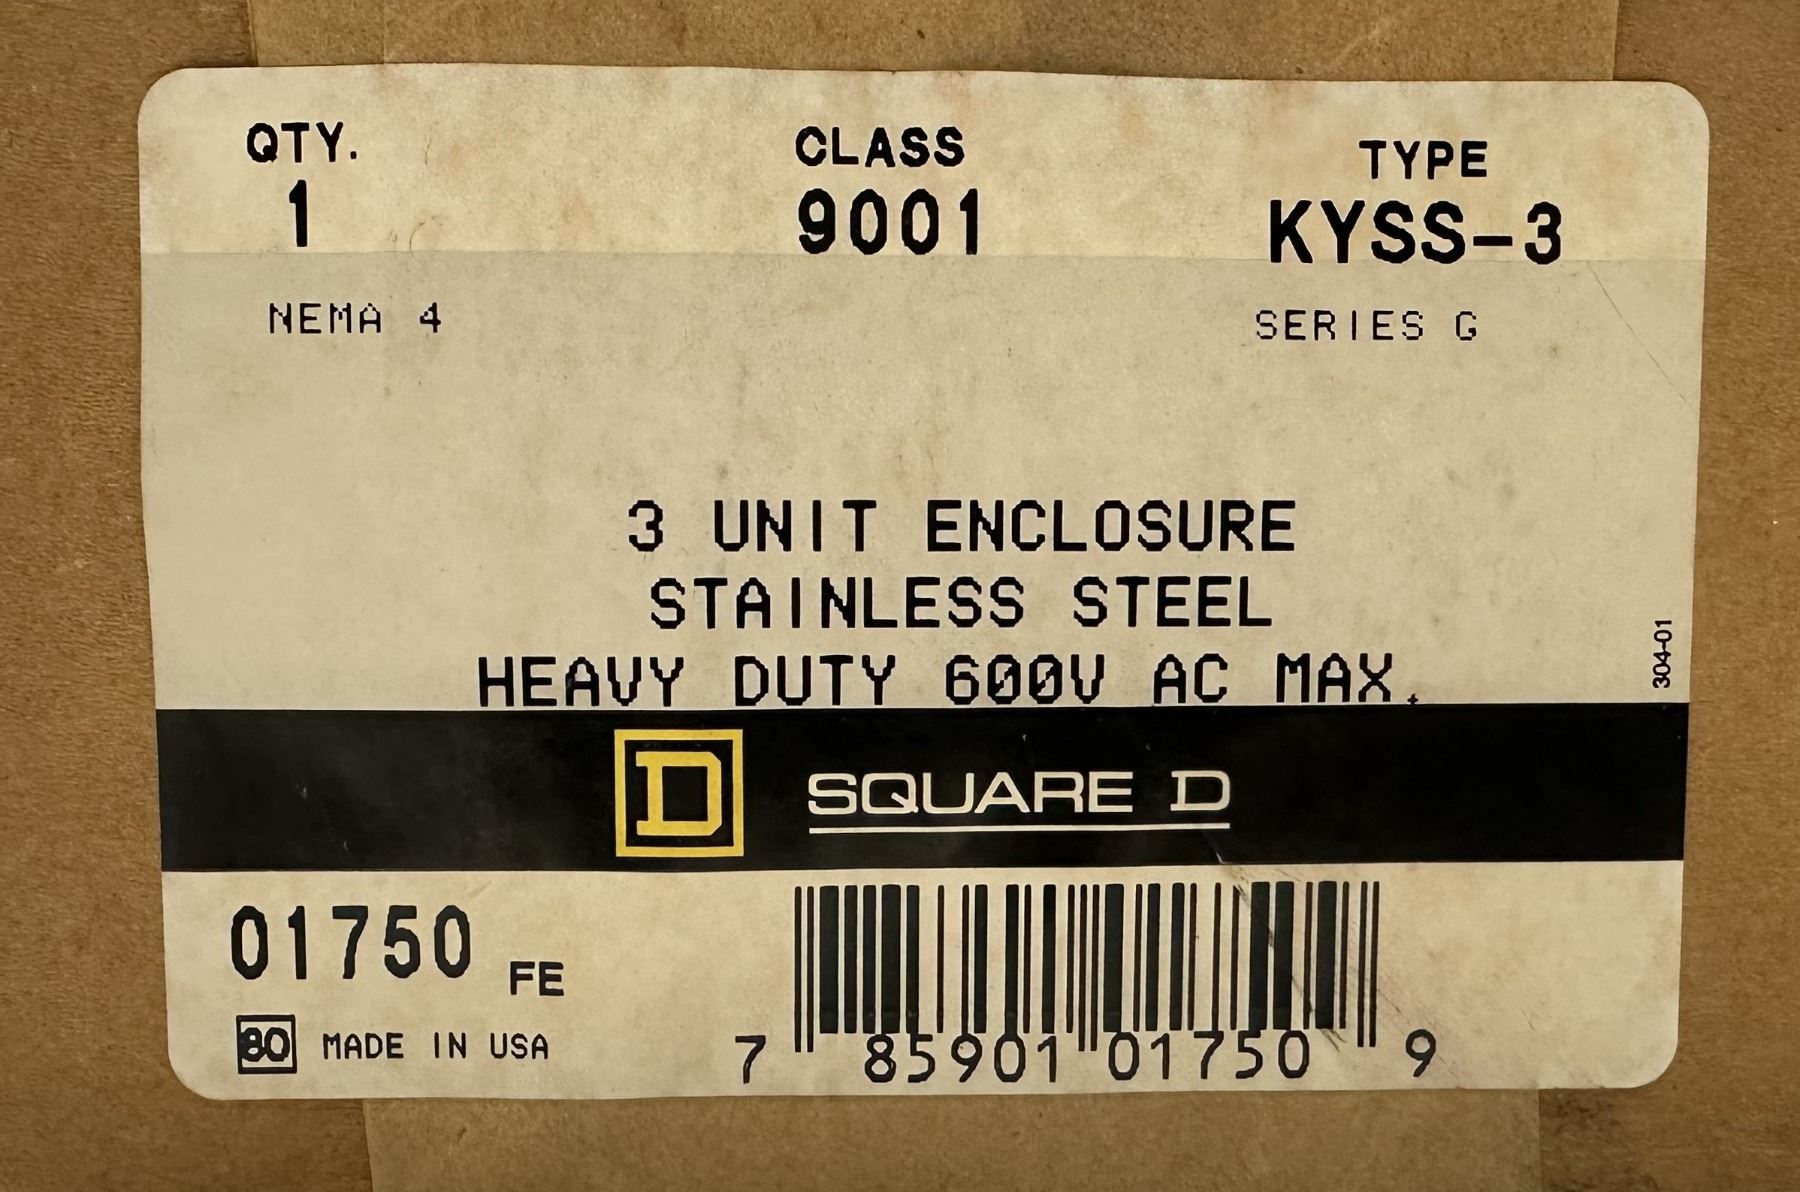 QTY. CLASS TYPE
1 9001 KYSS-3
NEMA 4 SERIES G
3 UNIT ENCLOSURE
STAINLESS STEEL
HEAVY DUTY 600V AC MAX.
304-01
D SQUARE D
01750 FE
80 MADE IN USA
7 85901 01750 9